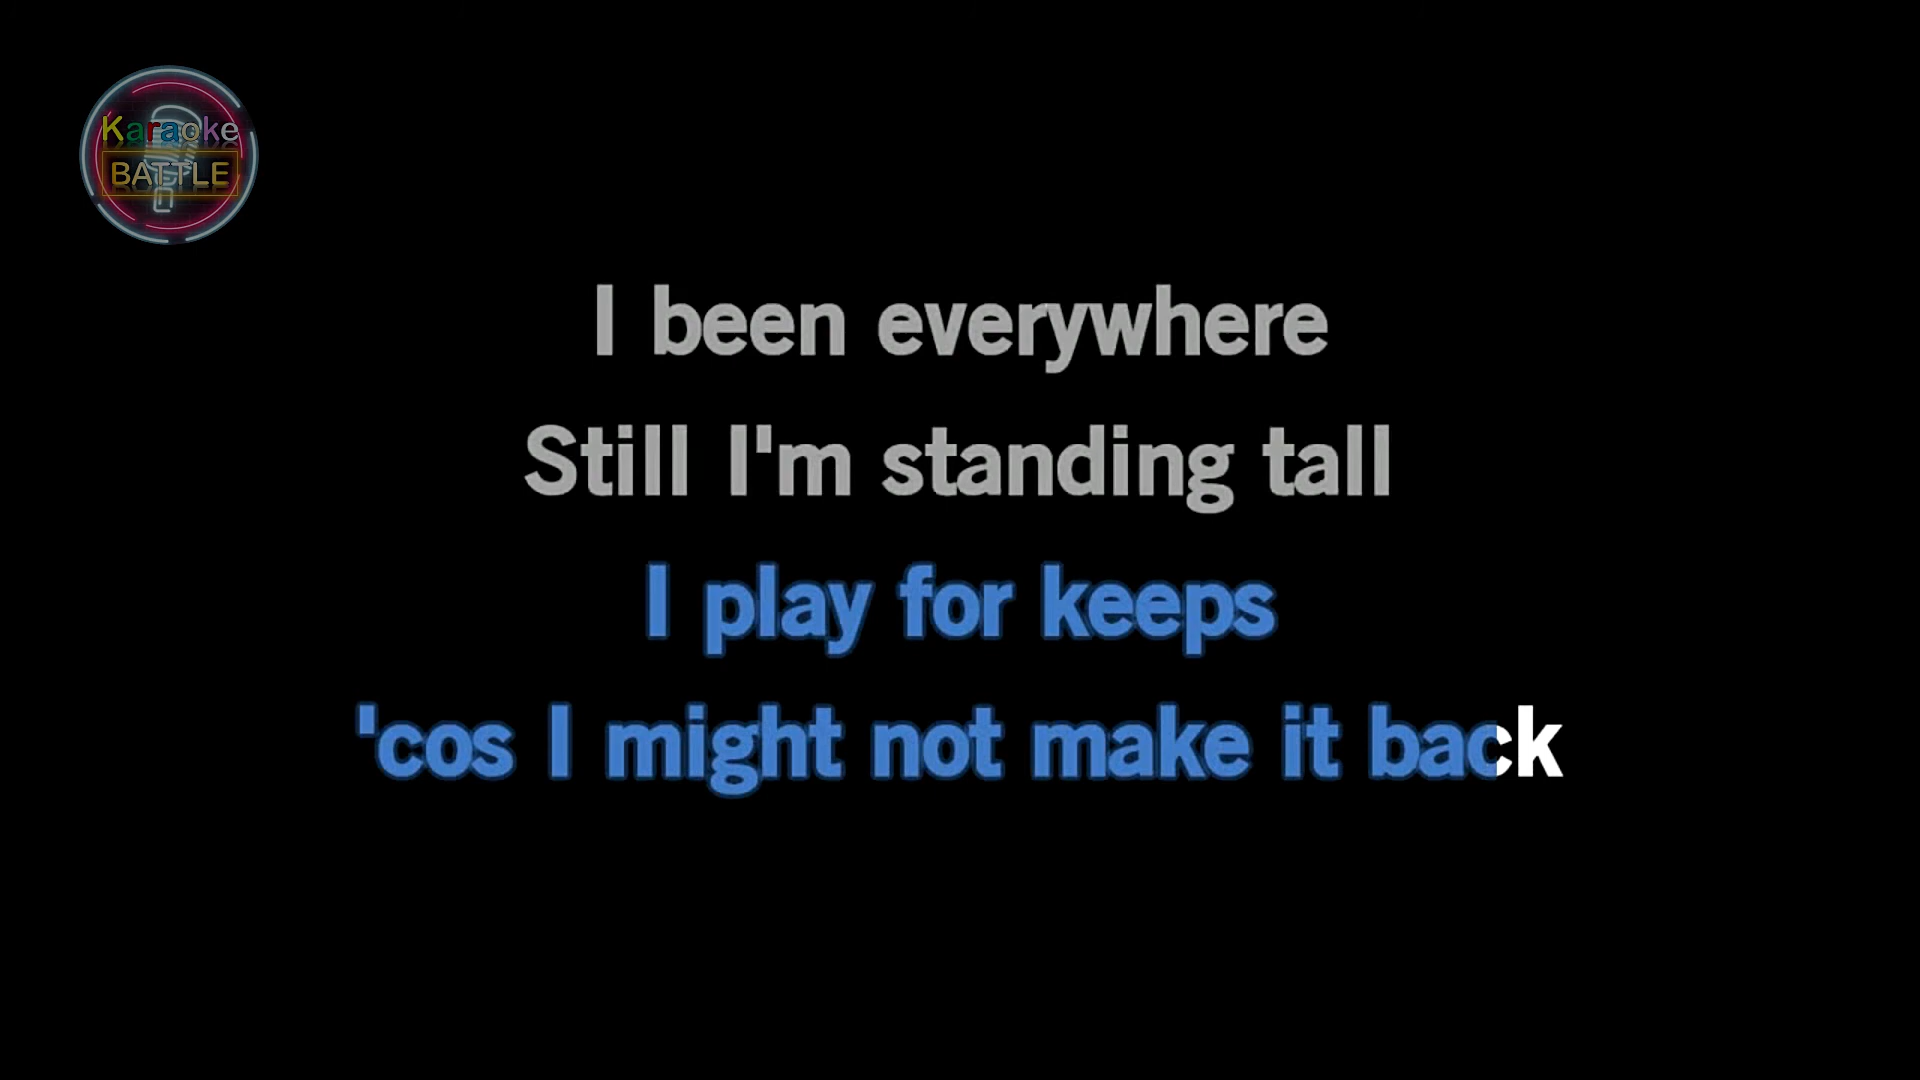 Karaoke
BATTLE
I been everywhere
Still I'm standing tall
I play for keeps
'cos I might not make it back